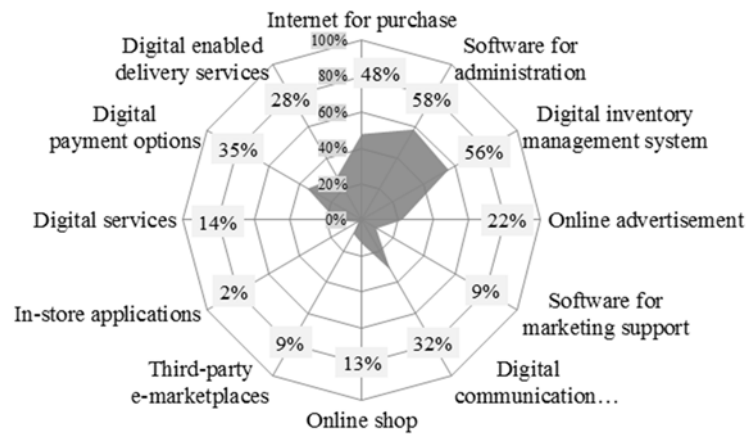 Internet for purchase
100%
Digital enabled
delivery services
Software for
administration
80%
48%
28%
58%
Digital
payment options
60%
Digital inventory
management system
35%
40%
56%
20%
Digital services
14%
0%
22%
Online advertisement
2%
9%
In-store applications
Software for
marketing support
9%
13%
32%
Third-party
e-marketplaces
Digital
communication…
Online shop